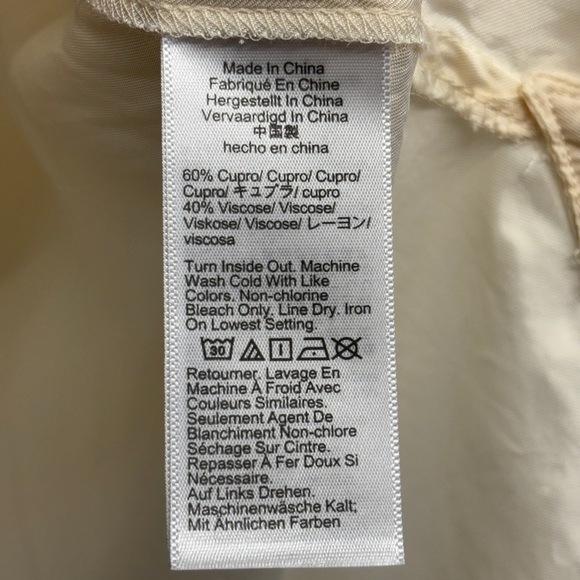 Made In China
Fabriqué En Chine
Hergestellt In China
Vervaardigd In China
中国製
hecho en china
60% Cupro/ Cupro/ Cupro/
Cupro/ キュプラ/ cupro
40% Viscose/ Viscose/
Viskose/ Viscose/ レーヨン/
viscosa
Turn Inside Out. Machine
Wash Cold With Like
Colors. Non-chlorine
Bleach Only. Line Dry. Iron
On Lowest Setting.
30
Retourner. Lavage En
Machine À Froid Avec
Couleurs Similaires.
Seulement Agent De
Blanchiment Non-chlore
Séchage Sur Cintre.
Repasser À Fer Doux Si
Nécessaire.
Auf Links Drehen.
Maschinenwäsche Kalt;
Mit Ähnlichen Farben